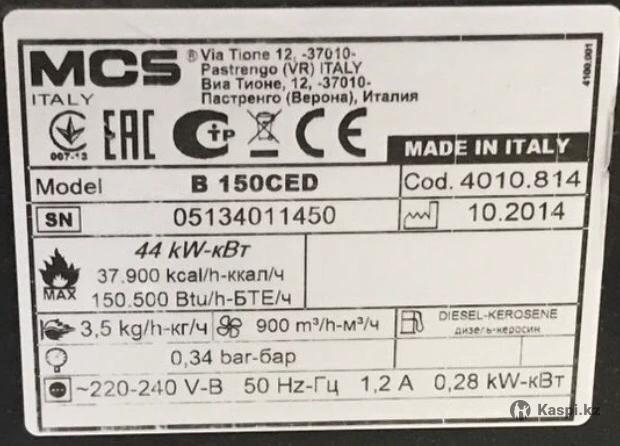 MCS ® Via Tione 12, -37010-
Pastrengo (VR) ITALY
Виа Тионе, 12, -37010-
ITALY Пастренго (Верона), Италия
4100.001
007-13 EAC CTP CE MADE IN ITALY
Model B 150CED Cod. 4010.814
SN 05134011450 10.2014
44 kW-кВт
37.900 kcal/h-ккал/ч
MAX 150.500 Btu/h-БТЕ/ч
3,5 kg/h-кг/ч 900 m³/h-м³/ч DIESEL-KEROSENE
дизель-керосин
0,34 bar-бар
~220-240 V-В 50 Hz-Гц 1,2 A 0,28 kW-кВт
Kaspi.kz